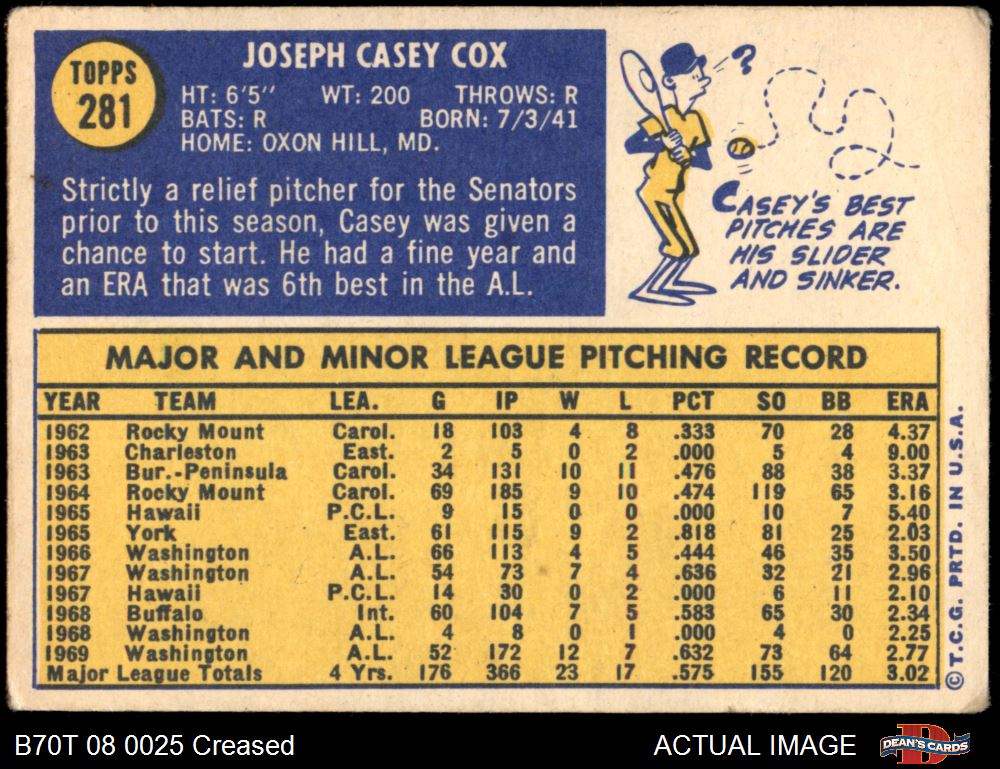 TOPPS
281
JOSEPH CASEY COX
HT: 6'5" WT: 200 THROWS: R
BATS: R BORN: 7/3/41
HOME: OXON HILL, MD.
Strictly a relief pitcher for the Senators
prior to this season, Casey was given a
chance to start. He had a fine year and
an ERA that was 6th best in the A.L.
?
CASEY'S BEST
PITCHES ARE
HIS SLIDER
AND SINKER.
MAJOR AND MINOR LEAGUE PITCHING RECORD
YEAR TEAM LEA. G IP W L PCT SO BB ERA
1962 Rocky Mount Carol. 18 103 4 8 .333 70 28 4.37
1963 Charleston East. 2 5 0 2 .000 5 4 9.00
1963 Bur.-Peninsula Carol. 34 131 10 11 .476 88 38 3.37
1964 Rocky Mount Carol. 69 185 9 10 .474 119 65 3.16
1965 Hawaii P.C.L. 9 15 0 0 .000 10 7 5.40
1965 York East. 61 115 9 2 .818 81 25 2.03
1966 Washington A.L. 66 113 4 5 .444 46 35 3.50
1967 Washington A.L. 54 73 7 4 .636 32 21 2.96
1967 Hawaii P.C.L. 14 30 0 2 .000 6 11 2.10
1968 Buffalo Int. 60 104 7 5 .583 65 30 2.34
1968 Washington A.L. 4 8 0 1 .000 4 0 2.25
1969 Washington A.L. 52 172 12 7 .632 73 64 2.77
Major League Totals 4 Yrs. 176 366 23 17 .575 155 120 3.02
©T.C.G. PRTD. IN U.S.A.
B70T 08 0025 Creased
ACTUAL IMAGE
DEAN'S CARDS